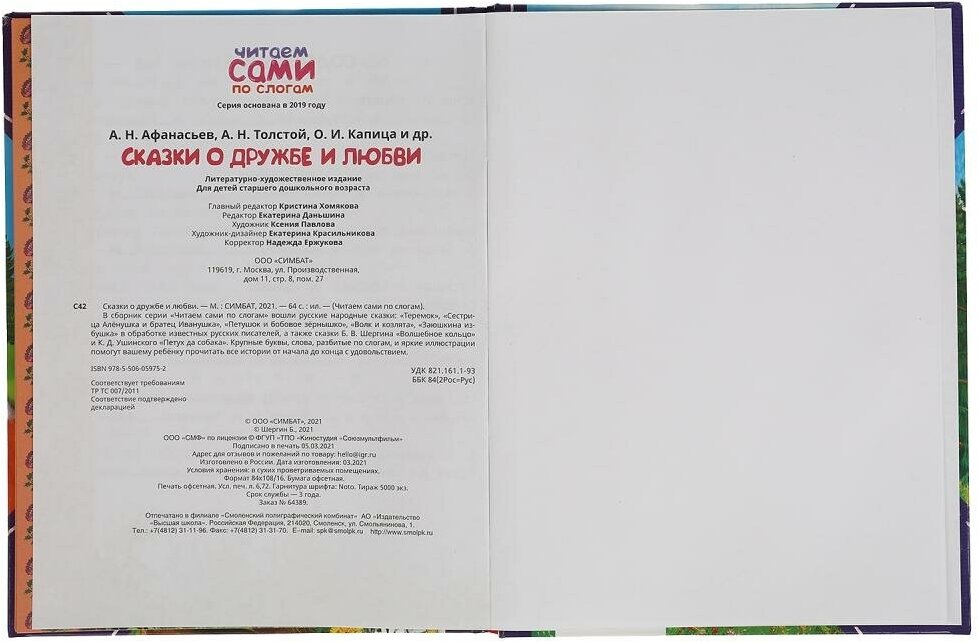 читаем
сами
по слогам
Серия основана в 2019 году
А. Н. Афанасьев, А. Н. Толстой, О. И. Капица и др.
СКАЗКИ О ДРУЖБЕ И ЛЮБВИ
Литературно-художественное издание
Для детей старшего дошкольного возраста
Главный редактор Кристина Хомякова
Редактор Екатерина Даньшина
Художник Ксения Павлова
Художник-дизайнер Екатерина Красильникова
Корректор Надежда Ержукова
ООО «СИМБАТ»
119619, г. Москва, ул. Производственная,
дом 11, стр. 8, пом. 27
С42 Сказки о дружбе и любви. — М. : СИМБАТ, 2021. — 64 с. : ил. — (Читаем сами по слогам).
В сборник серии «Читаем сами по слогам» вошли русские народные сказки: «Теремок», «Сестри-
ца Алёнушка и братец Иванушка», «Петушок и бобовое зёрнышко», «Волк и козлята», «Заюшкина из-
бушка» в обработке известных русских писателей, а также сказки Б. В. Шергина «Волшебное кольцо»
и К. Д. Ушинского «Петух да собака». Крупные буквы, слова, разбитые по слогам, и яркие иллюстрации
помогут вашему ребёнку прочитать все истории от начала до конца с удовольствием.
ISBN 978-5-506-05975-2
УДК 821.161.1-93
ББК 84(2Рос=Рус)
Соответствует требованиям
ТР ТС 007/2011
Соответствие подтверждено
декларацией
© ООО «СИМБАТ», 2021
© Шергин Б., 2021
ООО «СМФ» по лицензии © ФГУП «ТПО «Киностудия «Союзмультфильм»
Подписано в печать 05.03.2021
Адрес для отзывов и пожеланий по товару: hello@igr.ru
Изготовлено в России. Дата изготовления: 03.2021
Условия хранения: в сухих проветриваемых помещениях.
Формат 84х108/16. Бумага офсетная.
Печать офсетная. Усл. печ. л. 6,72. Гарнитура шрифта: Noto. Тираж 5000 экз.
Срок службы — 3 года.
Заказ № 64389.
Отпечатано в филиале «Смоленский полиграфический комбинат» АО «Издательство
«Высшая школа». Российская Федерация, 214020, Смоленск, ул. Смольянинова, 1.
Тел.: +7(4812) 31-11-96. Факс: +7(4812) 31-31-70. E-mail: spk@smolpk.ru http://www.smolpk.ru